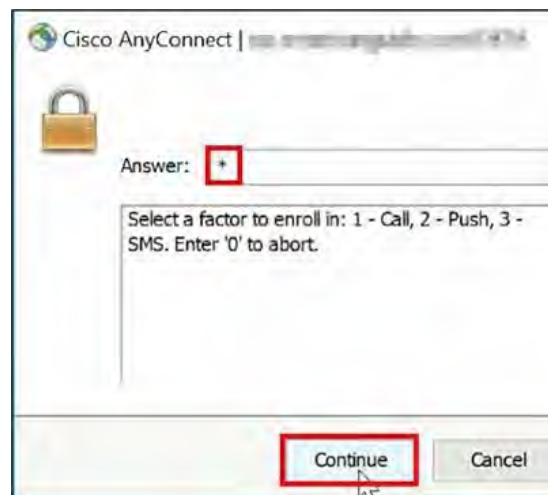 Cisco AnyConnect |
Answer: *
Select a factor to enroll in: 1 - Call, 2 - Push, 3 -
SMS. Enter '0' to abort.
Continue
Cancel